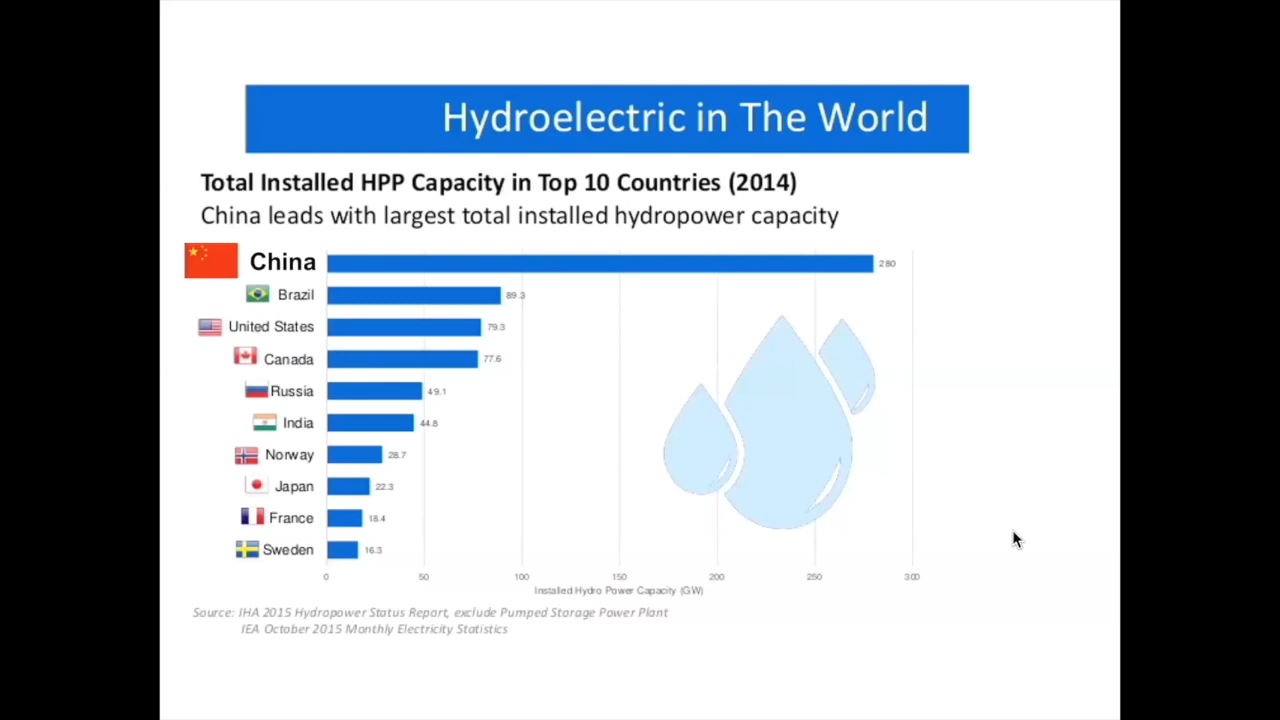 Hydroelectric in The World
Total Installed HPP Capacity in Top 10 Countries (2014)
China leads with largest total installed hydropower capacity
China 280
Brazil 89.3
United States 79.3
Canada 77.6
Russia 49.1
India 44.8
Norway 28.7
Japan 22.3
France 18.4
Sweden 16.3
0 50 100 150 200 250 300
Installed Hydro Power Capacity (GW)
Source: IHA 2015 Hydropower Status Report, exclude Pumped Storage Power Plant
IEA October 2015 Monthly Electricity Statistics